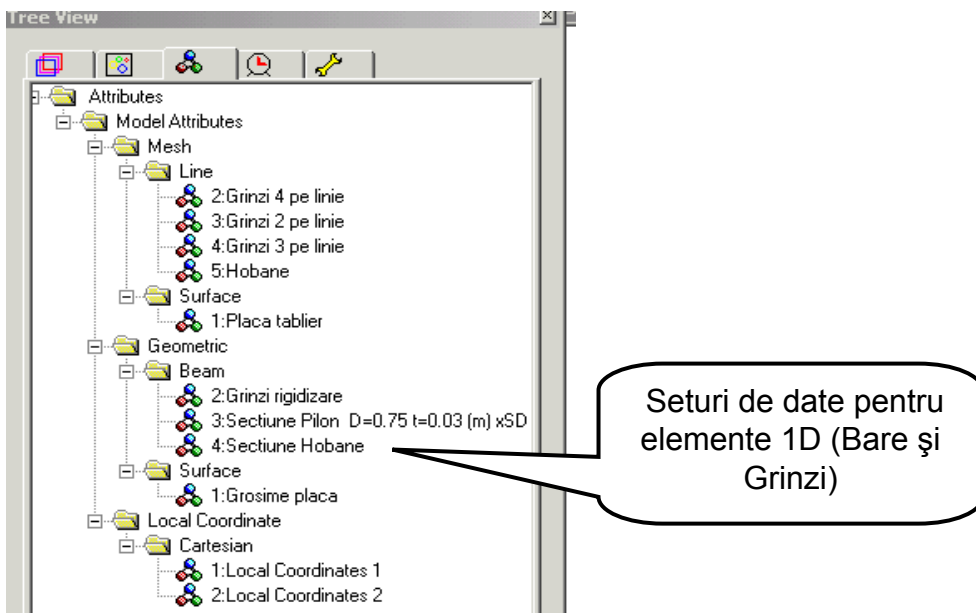 Tree View
Attributes
Model Attributes
Mesh
Line
2:Grinzi 4 pe linie
3:Grinzi 2 pe linie
4:Grinzi 3 pe linie
5:Hobane
Surface
1:Placa tablier
Geometric
Beam
2:Grinzi rigidizare
3:Sectiune Pilon D=0.75 t=0.03 (m) xSD
4:Sectiune Hobane
Surface
1:Grosime placa
Local Coordinate
Cartesian
1:Local Coordinates 1
2:Local Coordinates 2
Seturi de date pentru
elemente 1D (Bare şi
Grinzi)